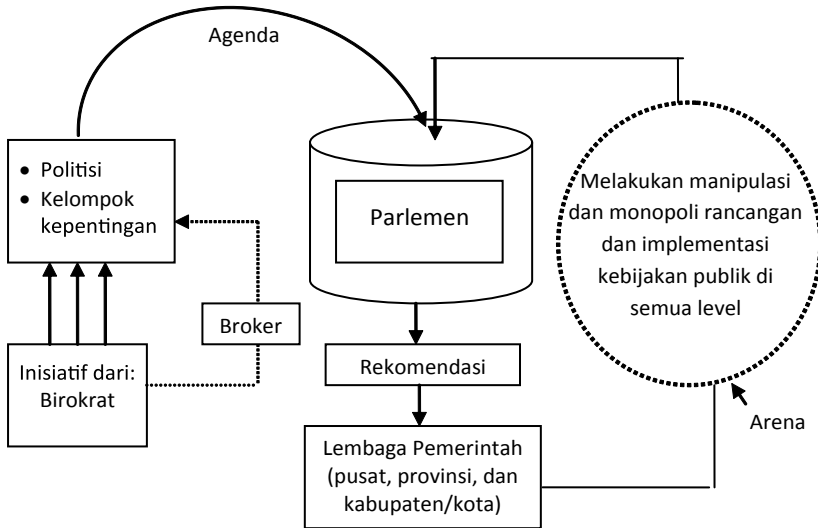 Agenda
• Politisi
• Kelompok
kepentingan
Broker
Inisiatif dari:
Birokrat
Parlemen
Rekomendasi
Lembaga Pemerintah
(pusat, provinsi, dan
kabupaten/kota)
Melakukan manipulasi
dan monopoli rancangan
dan implementasi
kebijakan publik di
semua level
Arena